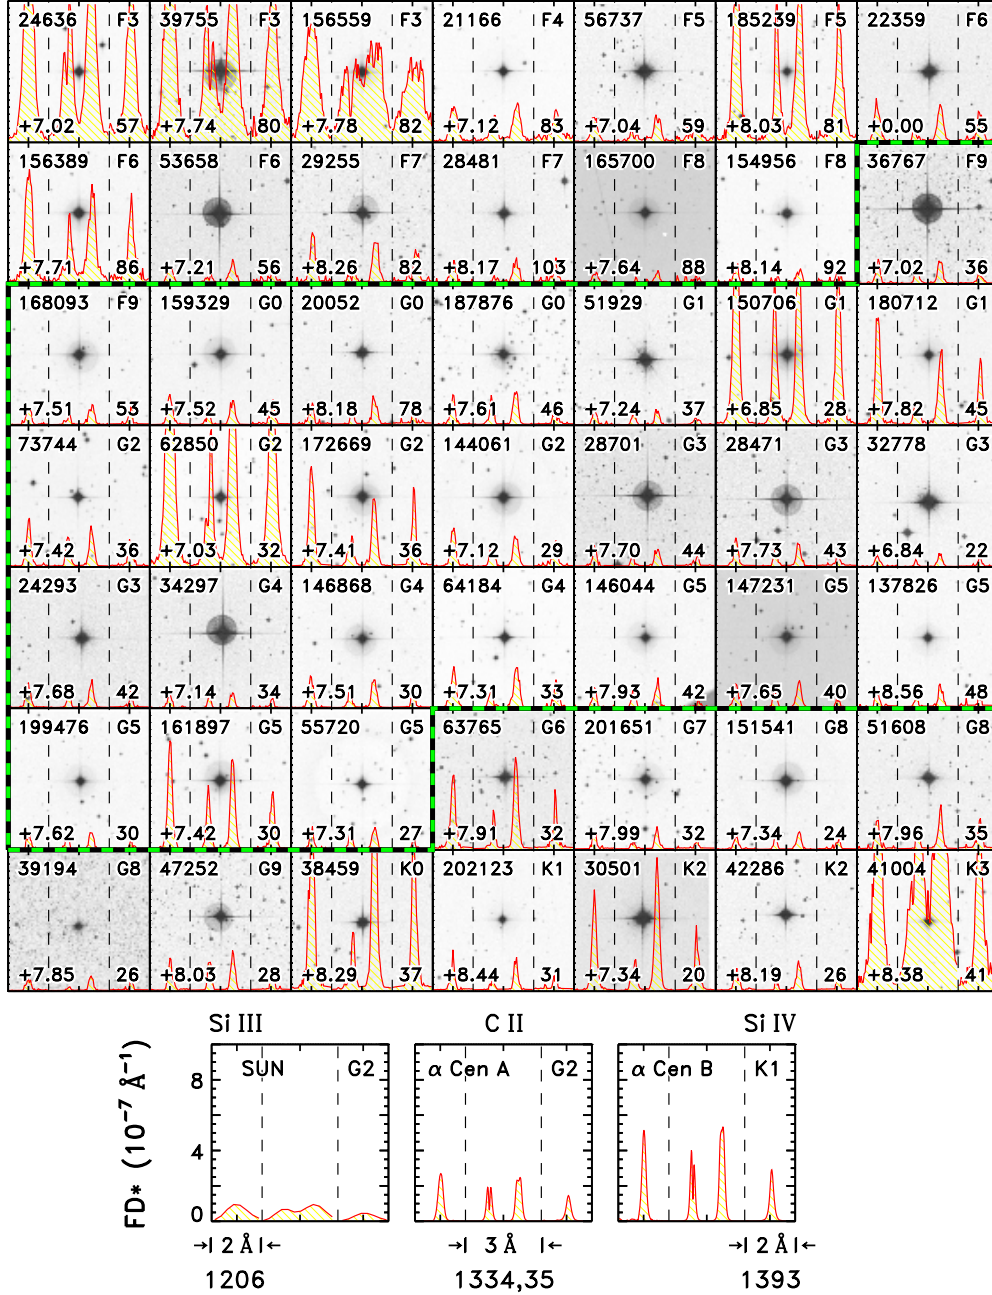 24636 F3 39755 F3 156559 F3 21166 F4 56737 F5 185239 F5 22359 F6
+7.02 57 +7.74 80 +7.78 82 +7.12 83 +7.04 59 +8.03 81 +0.00 55
156389 F6 53658 F6 29255 F7 28481 F7 165700 F8 154956 F8 36767 F9
+7.71 86 +7.21 56 +8.26 82 +8.17 103 +7.64 88 +8.14 92 +7.02 36
168093 F9 159329 G0 20052 G0 187876 G0 51929 G1 150706 G1 180712 G1
+7.51 53 +7.52 45 +8.18 78 +7.61 46 +7.24 37 +6.85 28 +7.82 45
73744 G2 62850 G2 172669 G2 144061 G2 28701 G3 28471 G3 32778 G3
+7.42 36 +7.03 32 +7.41 36 +7.12 29 +7.70 44 +7.73 43 +6.84 22
24293 G3 34297 G4 146868 G4 64184 G4 146044 G5 147231 G5 137826 G5
+7.68 42 +7.14 34 +7.51 30 +7.31 33 +7.93 42 +7.65 40 +8.56 48
199476 G5 161897 G5 55720 G5 63765 G6 201651 G7 151541 G8 51608 G8
+7.62 30 +7.42 30 +7.31 27 +7.91 32 +7.99 32 +7.34 24 +7.96 35
39194 G8 47252 G9 38459 K0 202123 K1 30501 K2 42286 K2 41004 K3
+7.85 26 +8.03 28 +8.29 37 +8.44 31 +7.34 20 +8.19 26 +8.38 41
Si III C II Si IV
SUN G2 α Cen A G2 α Cen B K1
8
4
0
FD* (10⁻⁷ Å⁻¹)
→| 2 Å |← →| 3 Å |← →| 2 Å |←
1206 1334,35 1393